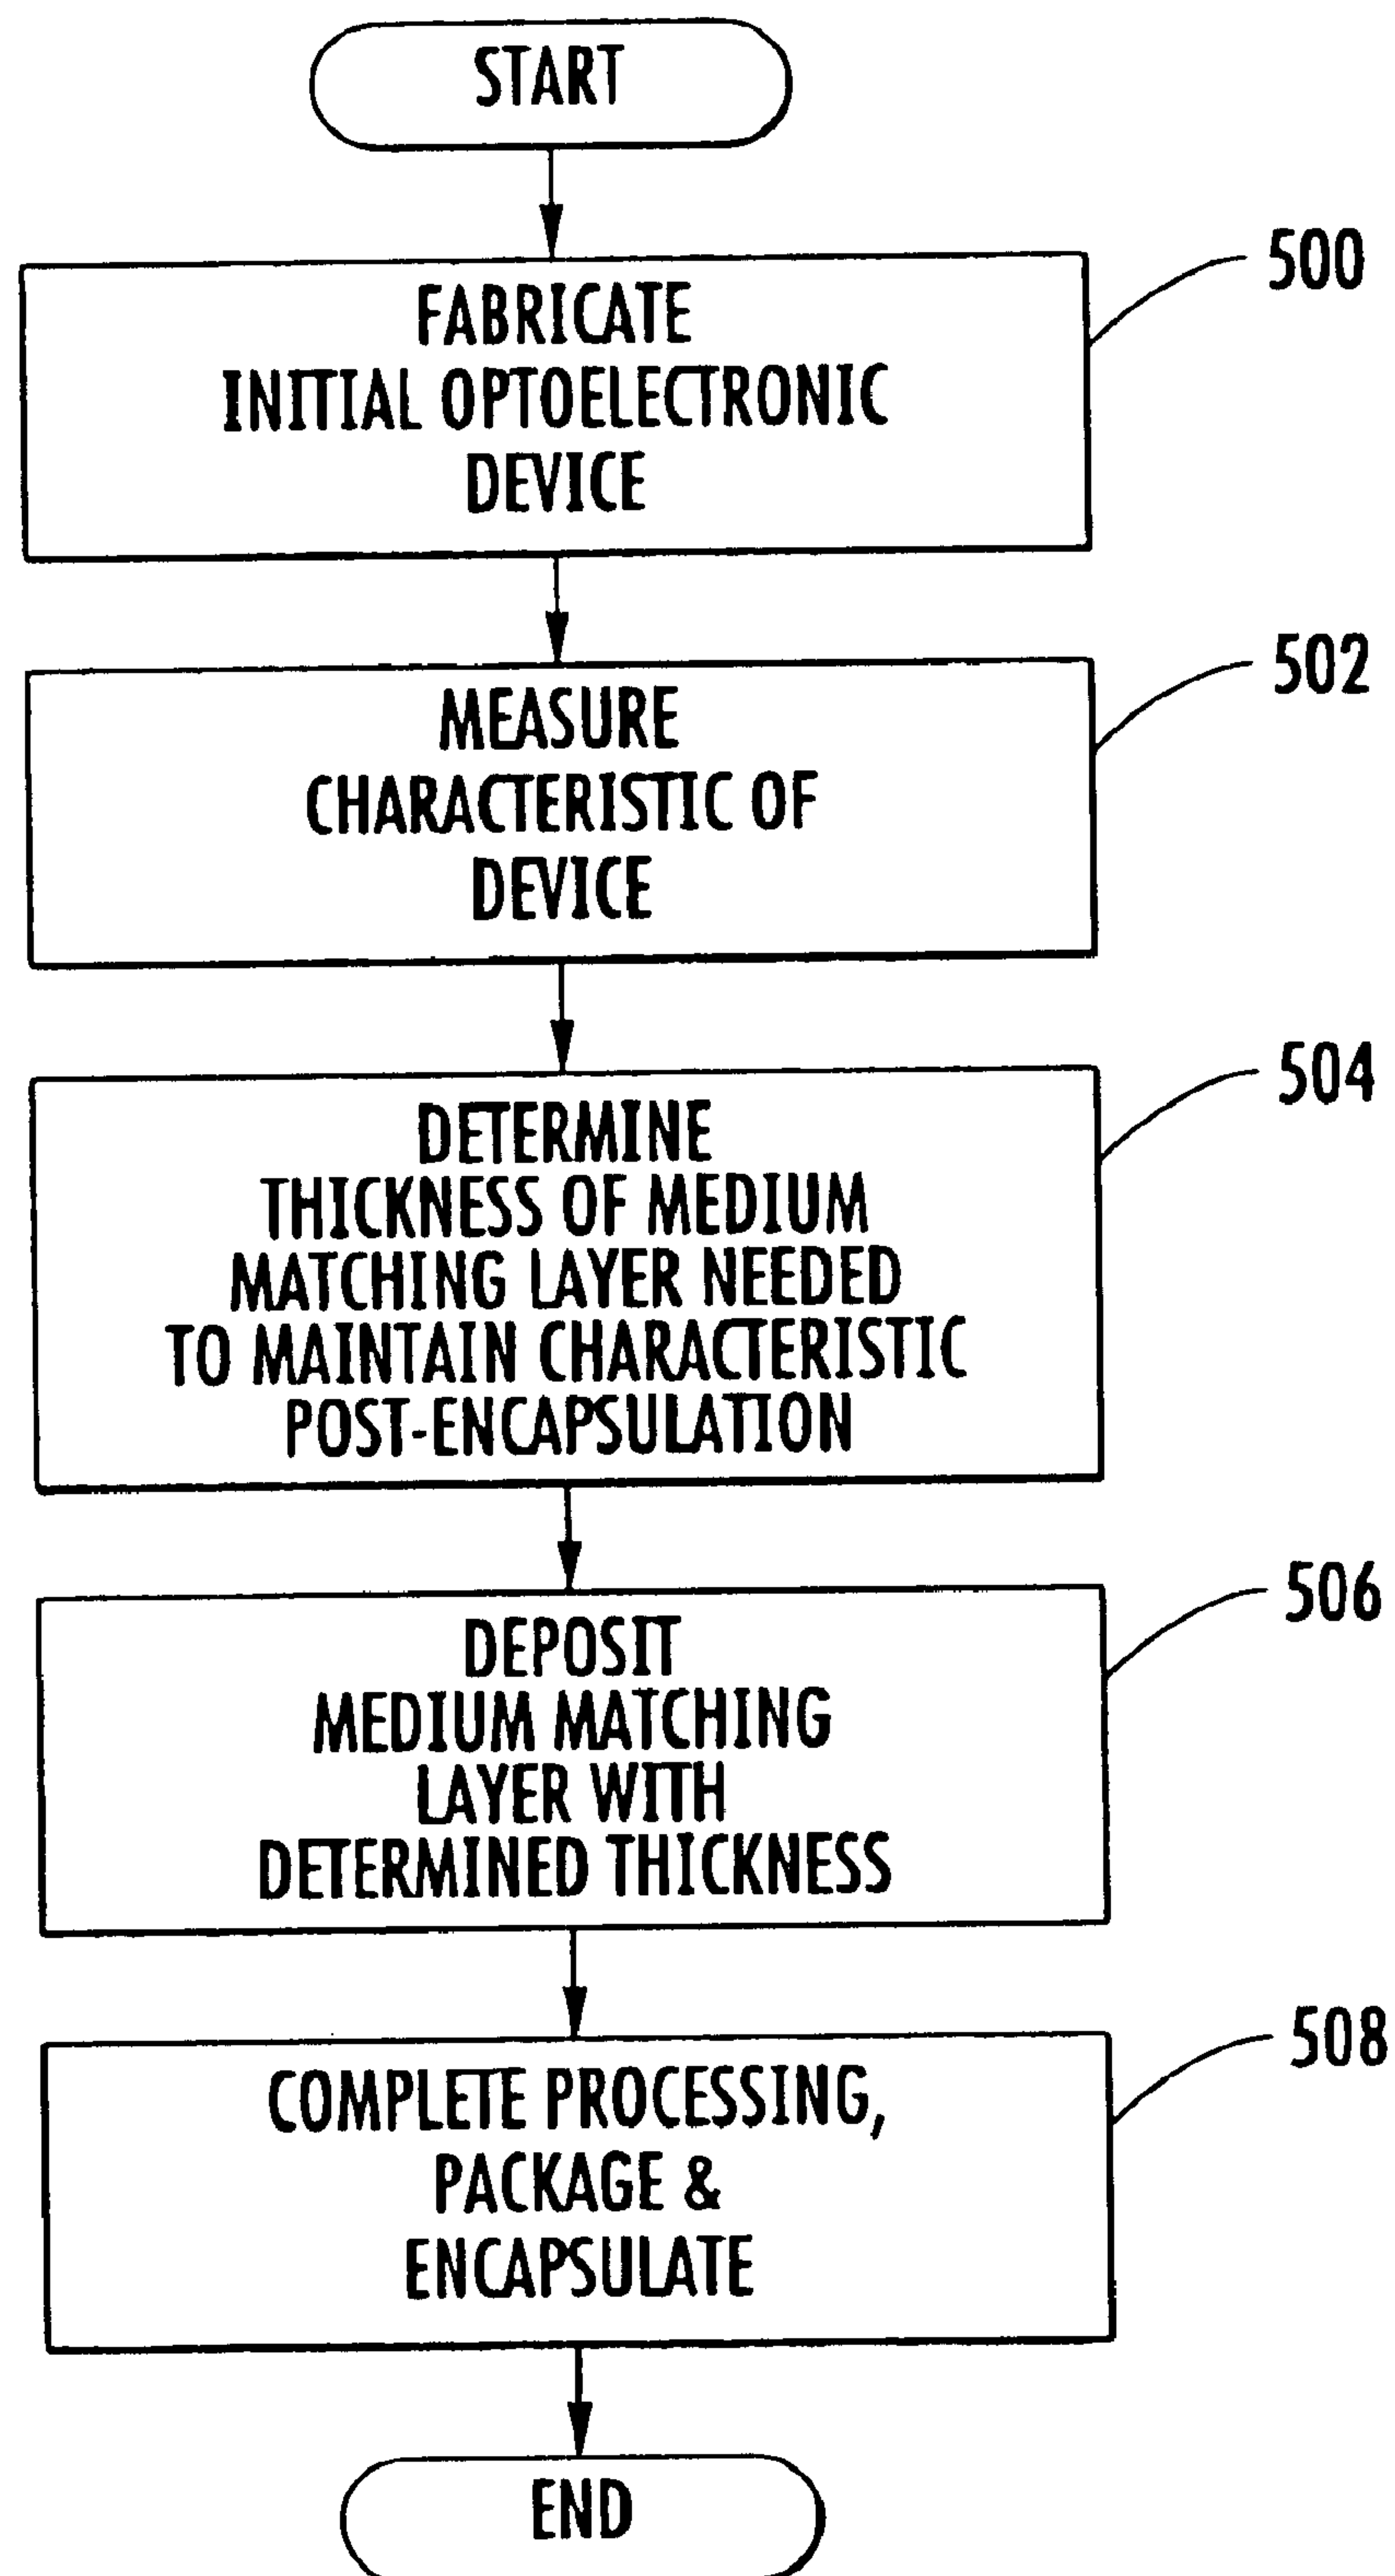 START
FABRICATE
INITIAL OPTOELECTRONIC
DEVICE
500
MEASURE
CHARACTERISTIC OF
DEVICE
502
DETERMINE
THICKNESS OF MEDIUM
MATCHING LAYER NEEDED
TO MAINTAIN CHARACTERISTIC
POST-ENCAPSULATION
504
DEPOSIT
MEDIUM MATCHING
LAYER WITH
DETERMINED THICKNESS
506
COMPLETE PROCESSING,
PACKAGE &
ENCAPSULATE
508
END